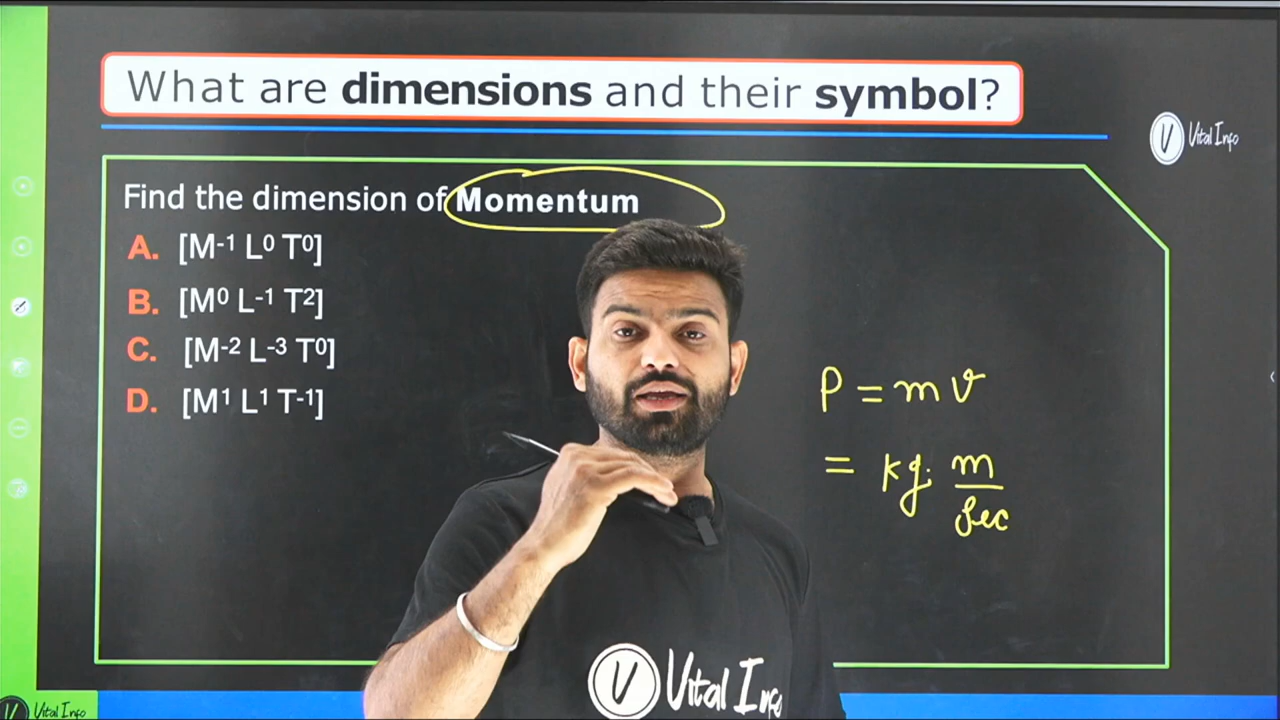 What are dimensions and their symbol?
V Vital Info
Find the dimension of Momentum
A. [M⁻¹ L⁰ T⁰]
B. [M⁰ L⁻¹ T²]
C. [M⁻² L⁻³ T⁰]
D. [M¹ L¹ T⁻¹]
P = m v
= kg. m/sec
V Vital Info
V Vital Info